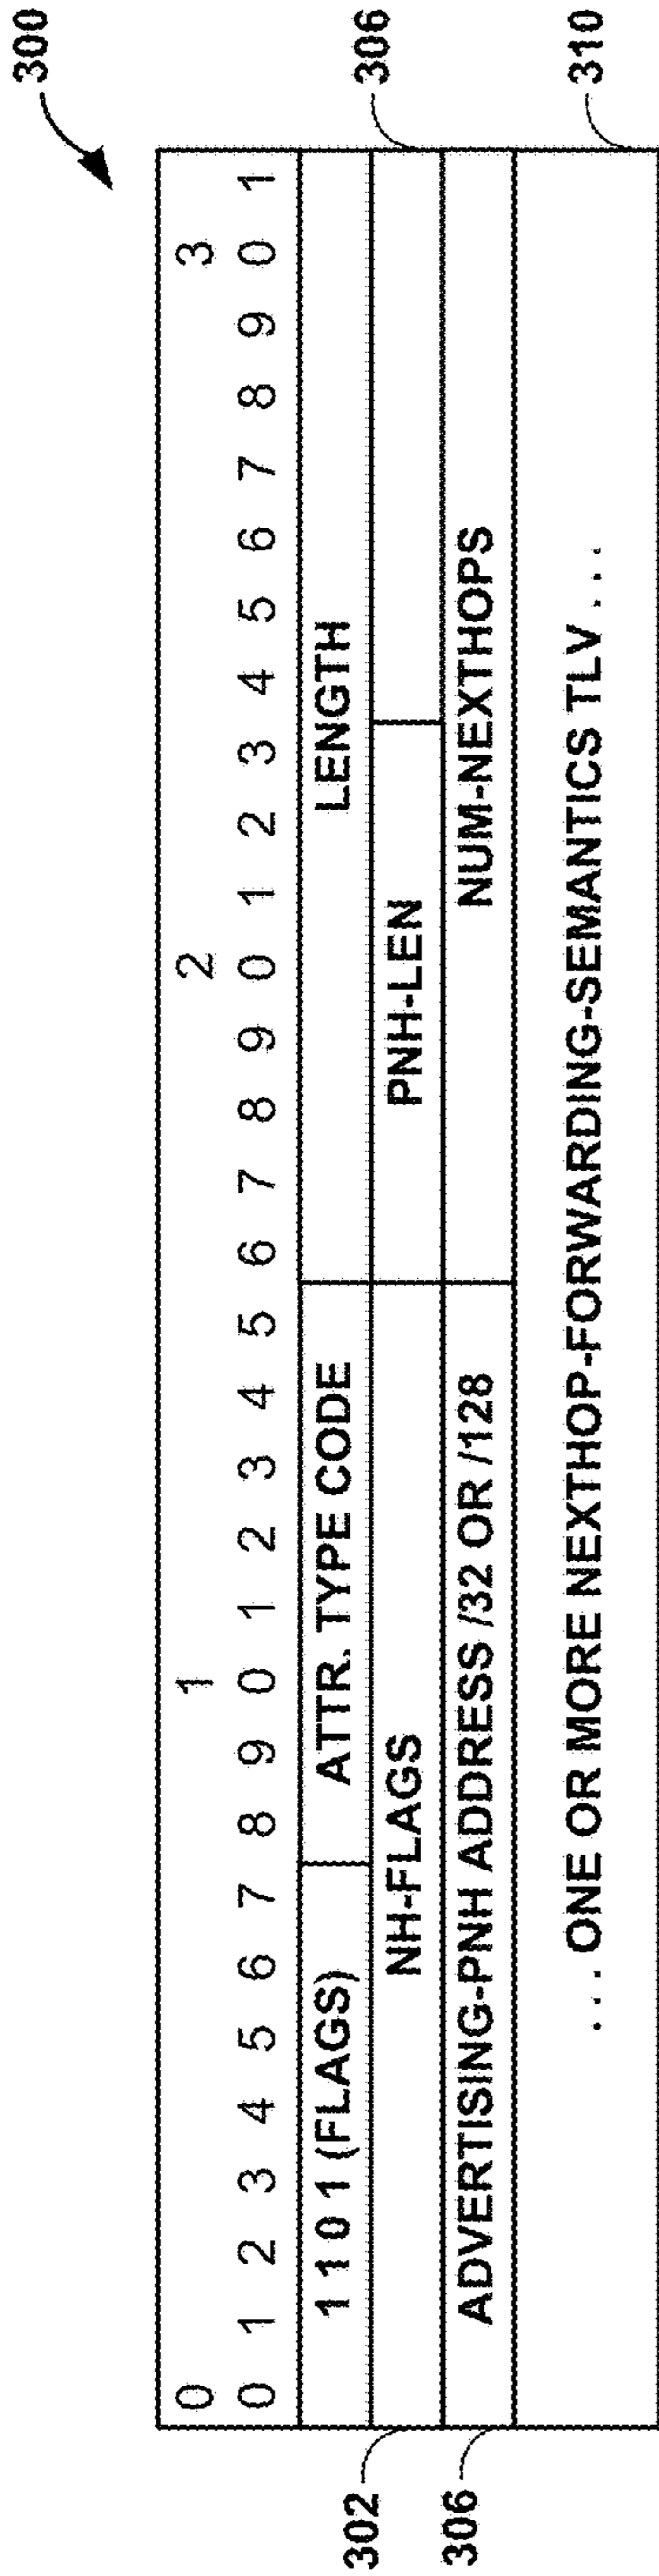 300
0 1 2 3
0 1 2 3 4 5 6 7 8 9 0 1 2 3 4 5 6 7 8 9 0 1 2 3 4 5 6 7 8 9 0 1
1 1 0 1 (FLAGS) ATTR. TYPE CODE LENGTH
302 NH-FLAGS PNH-LEN 306
306 ADVERTISING-PNH ADDRESS /32 OR /128 NUM-NEXTHOPS
. . . ONE OR MORE NEXTHOP-FORWARDING-SEMANTICS TLV . . . 310